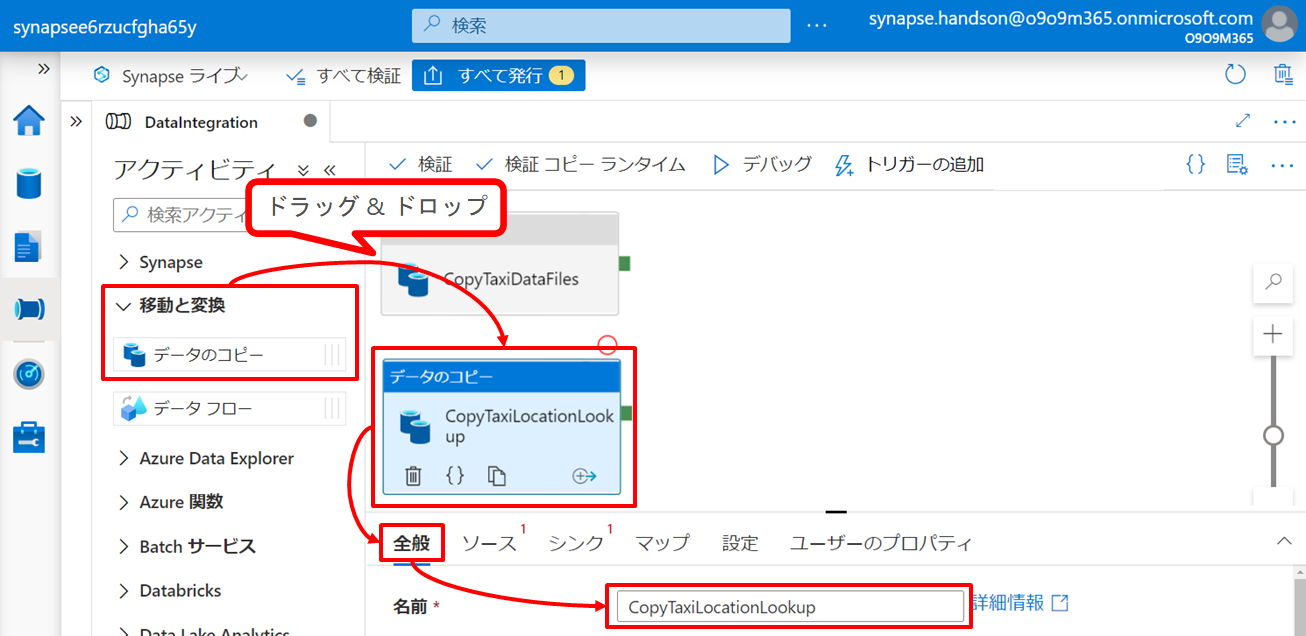 synapsee6rzucfgha65y
検索
synapse.handson@o9o9m365.onmicrosoft.com
O9O9M365
Synapse ライブ
すべて検証
すべて発行 1
DataIntegration
アクティビティ
検証
検証 コピー ランタイム
デバッグ
トリガーの追加
検索アクティ
ドラッグ & ドロップ
Synapse
移動と変換
データのコピー
データ フロー
Azure Data Explorer
Azure 関数
Batch サービス
Databricks
Data Lake Analytics
CopyTaxiDataFiles
データのコピー
CopyTaxiLocationLook
up
全般
ソース 1
シンク 1
マップ
設定
ユーザーのプロパティ
名前 *
CopyTaxiLocationLookup
詳細情報